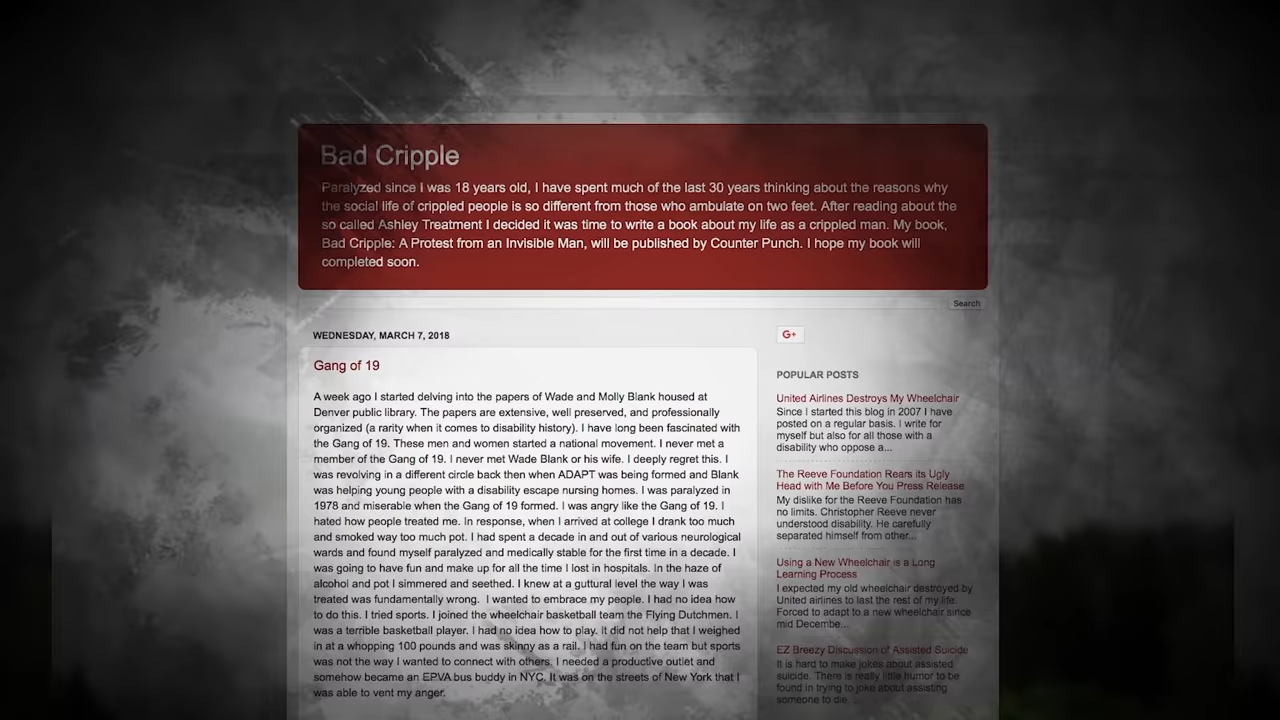 Bad Cripple
Paralyzed since I was 18 years old, I have spent much of the last 30 years thinking about the reasons why
the social life of crippled people is so different from those who ambulate on two feet. After reading about the
so called Ashley Treatment I decided it was time to write a book about my life as a crippled man. My book,
Bad Cripple: A Protest from an Invisible Man, will be published by Counter Punch. I hope my book will
completed soon.
Search
WEDNESDAY, MARCH 7, 2018
Gang of 19
A week ago I started delving into the papers of Wade and Molly Blank housed at
Denver public library. The papers are extensive, well preserved, and professionally
organized (a rarity when it comes to disability history). I have long been fascinated with
the Gang of 19. These men and women started a national movement. I never met a
member of the Gang of 19. I never met Wade Blank or his wife. I deeply regret this. I
was revolving in a different circle back then when ADAPT was being formed and Blank
was helping young people with a disability escape nursing homes. I was paralyzed in
1978 and miserable when the Gang of 19 formed. I was angry like the Gang of 19. I
hated how people treated me. In response, when I arrived at college I drank too much
and smoked way too much pot. I had spent a decade in and out of various neurological
wards and found myself paralyzed and medically stable for the first time in a decade. I
was going to have fun and make up for all the time I lost in hospitals. In the haze of
alcohol and pot I simmered and seethed. I knew at a guttural level the way I was
treated was fundamentally wrong.  I wanted to embrace my people. I had no idea how
to do this. I tried sports. I joined the wheelchair basketball team the Flying Dutchmen. I
was a terrible basketball player. I had no idea how to play. It did not help that I weighed
in at a whopping 100 pounds and was skinny as a rail. I had fun on the team but sports
was not the way I wanted to connect with others. I needed a productive outlet and
somehow became an EPVA bus buddy in NYC. It was on the streets of New York that I
was able to vent my anger.
G+
POPULAR POSTS
United Airlines Destroys My Wheelchair
Since I started this blog in 2007 I have
posted on a regular basis. I write for
myself but also for all those with a
disability who oppose a...
The Reeve Foundation Rears its Ugly
Head with Me Before You Press Release
My dislike for the Reeve Foundation has
no limits. Christopher Reeve never
understood disability. He carefully
separated himself from other...
Using a New Wheelchair is a Long
Learning Process
I expected my old wheelchair destroyed by
United airlines to last the rest of my life.
Forced to adapt to a new wheelchair since
mid Decembe...
EZ Breezy Discussion of Assisted Suicide
It is hard to make jokes about assisted
suicide. There is really little humor to be
found in trying to joke about assisting
someone to die. ...